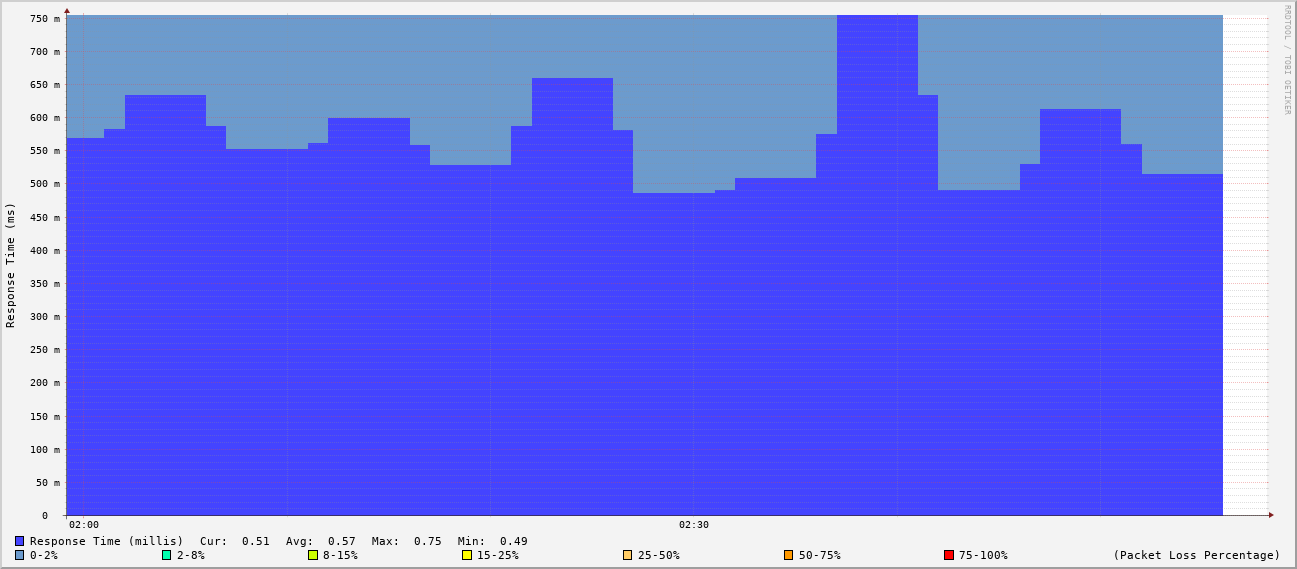 RRDTOOL / TOBI OETIKER
Response Time (ms)
750 m
700 m
650 m
600 m
550 m
500 m
450 m
400 m
350 m
300 m
250 m
200 m
150 m
100 m
50 m
0
02:00 02:30
Response Time (millis) Cur: 0.51 Avg: 0.57 Max: 0.75 Min: 0.49
0-2% 2-8% 8-15% 15-25% 25-50% 50-75% 75-100% (Packet Loss Percentage)